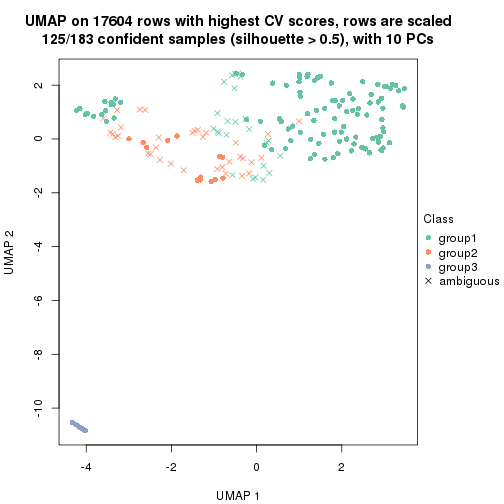 UMAP on 17604 rows with highest CV scores, rows are scaled
125/183 confident samples (silhouette > 0.5), with 10 PCs
2
0
-2
-4
-6
-8
-10
UMAP 2
-4
-2
0
2
UMAP 1
Class
group1
group2
group3
ambiguous